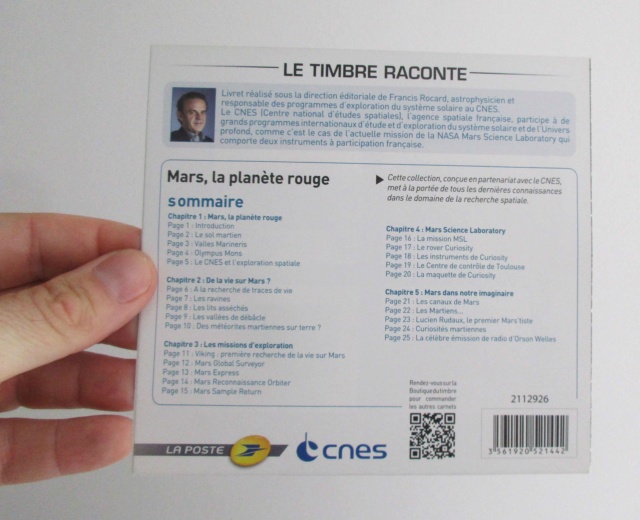 LE TIMBRE RACONTE
Livret réalisé sous la direction éditoriale de Francis Rocard, astrophysicien et
responsable des programmes d'exploration du système solaire au CNES.
Le CNES (Centre national d'études spatiales), l'agence spatiale française, participe à de
grands programmes internationaux d'étude et d'exploration du système solaire et de l'Univers
profond, comme c'est le cas de l'actuelle mission de la NASA Mars Science Laboratory qui
comporte deux instruments à participation française.
Mars, la planète rouge
▶ Cette collection, conçue en partenariat avec le CNES,
met à la portée de tous les dernières connaissances
dans le domaine de la recherche spatiale.
sommaire
Chapitre 1 : Mars, la planète rouge
Page 1 : Introduction
Page 2 : Le sol martien
Page 3 : Valles Marineris
Page 4 : Olympus Mons
Page 5 : Le CNES et l'exploration spatiale
Chapitre 2 : De la vie sur Mars ?
Page 6 : A la recherche de traces de vie
Page 7 : Les ravines
Page 8 : Les lits asséchés
Page 9 : Les vallées de débâcle
Page 10 : Des météorites martiennes sur terre ?
Chapitre 3 : Les missions d'exploration
Page 11 : Viking : première recherche de la vie sur Mars
Page 12 : Mars Global Surveyor
Page 13 : Mars Express
Page 14 : Mars Reconnaissance Orbiter
Page 15 : Mars Sample Return
Chapitre 4 : Mars Science Laboratory
Page 16 : La mission MSL
Page 17 : Le rover Curiosity
Page 18 : Les instruments de Curiosity
Page 19 : Le Centre de contrôle de Toulouse
Page 20 : La maquette de Curiosity
Chapitre 5 : Mars dans notre imaginaire
Page 21 : Les canaux de Mars
Page 22 : Les Martiens...
Page 23 : Lucien Rudaux, le premier Mars'tiste
Page 24 : Curiosités martiennes
Page 25 : La célèbre émission de radio d'Orson Welles
Rendez-vous sur la
Boutique du timbre
pour commander
les autres carnets
2112926
3 561920 521442
LA POSTE
cnes